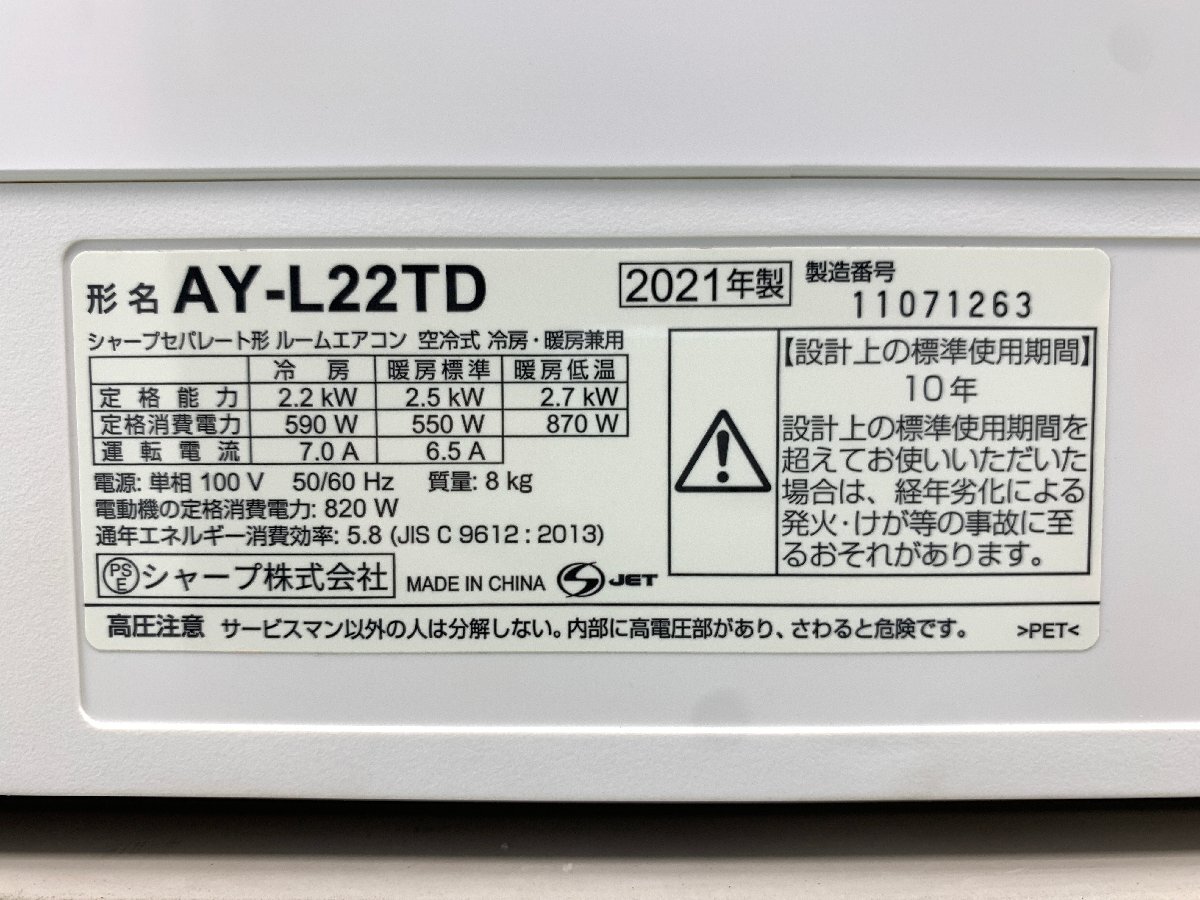 形名 AY-L22TD
2021年製
製造番号
11071263
シャープセパレート形 ルームエアコン 空冷式 冷房・暖房兼用
冷房 暖房標準 暖房低温
定格能力 2.2 kW 2.5 kW 2.7 kW
定格消費電力 590 W 550 W 870 W
運転電流 7.0 A 6.5 A
電源: 単相 100 V 50/60 Hz 質量: 8 kg
電動機の定格消費電力: 820 W
通年エネルギー消費効率: 5.8 (JIS C 9612 : 2013)
PSE シャープ株式会社 MADE IN CHINA JET
【設計上の標準使用期間】
10年
設計上の標準使用期間を
超えてお使いいただいた
場合は、経年劣化による
発火・けが等の事故に至
るおそれがあります。
高圧注意 サービスマン以外の人は分解しない。内部に高電圧部があり、さわると危険です。 >PET<